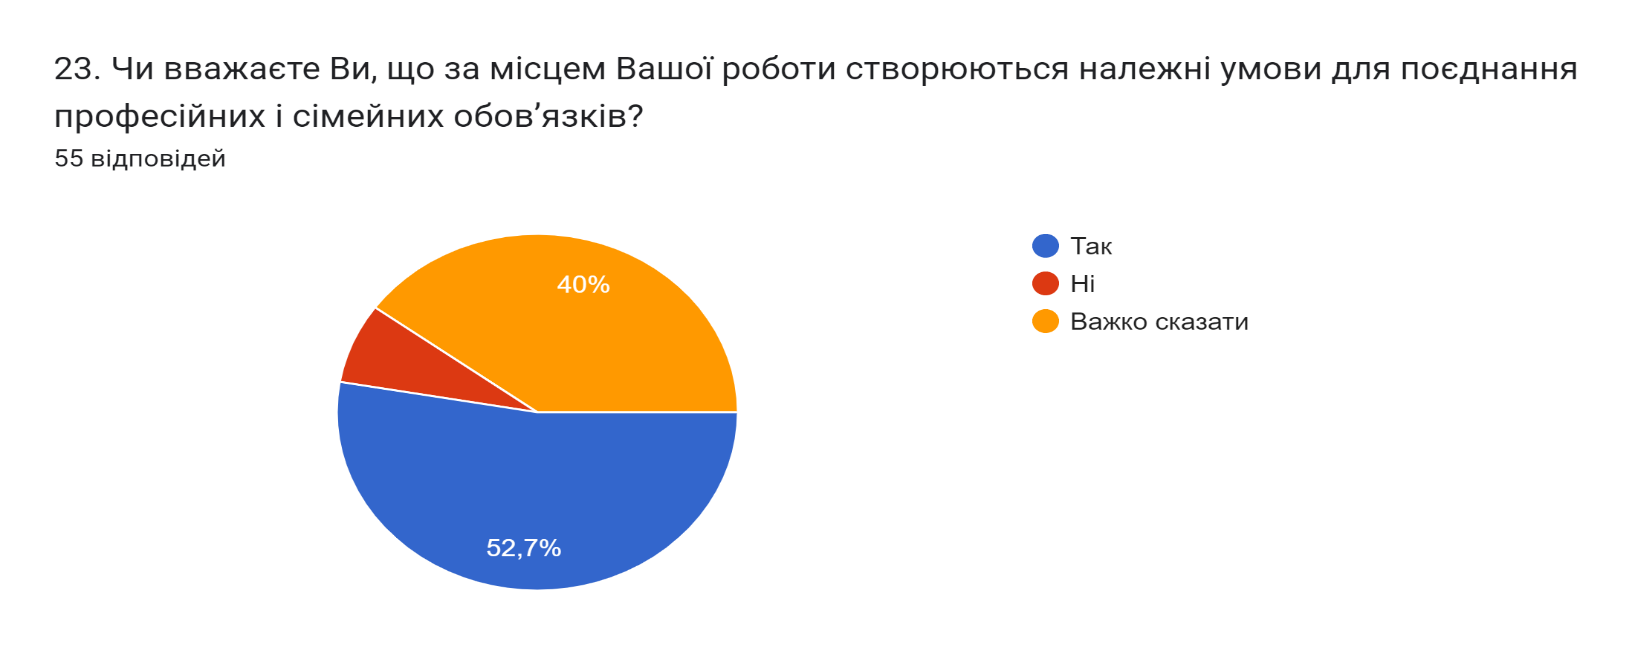 23. Чи вважаєте Ви, що за місцем Вашої роботи створюються належні умови для поєднання
професійних і сімейних обов’язків?
55 відповідей
Так
Ні
Важко сказати
40%
52,7%